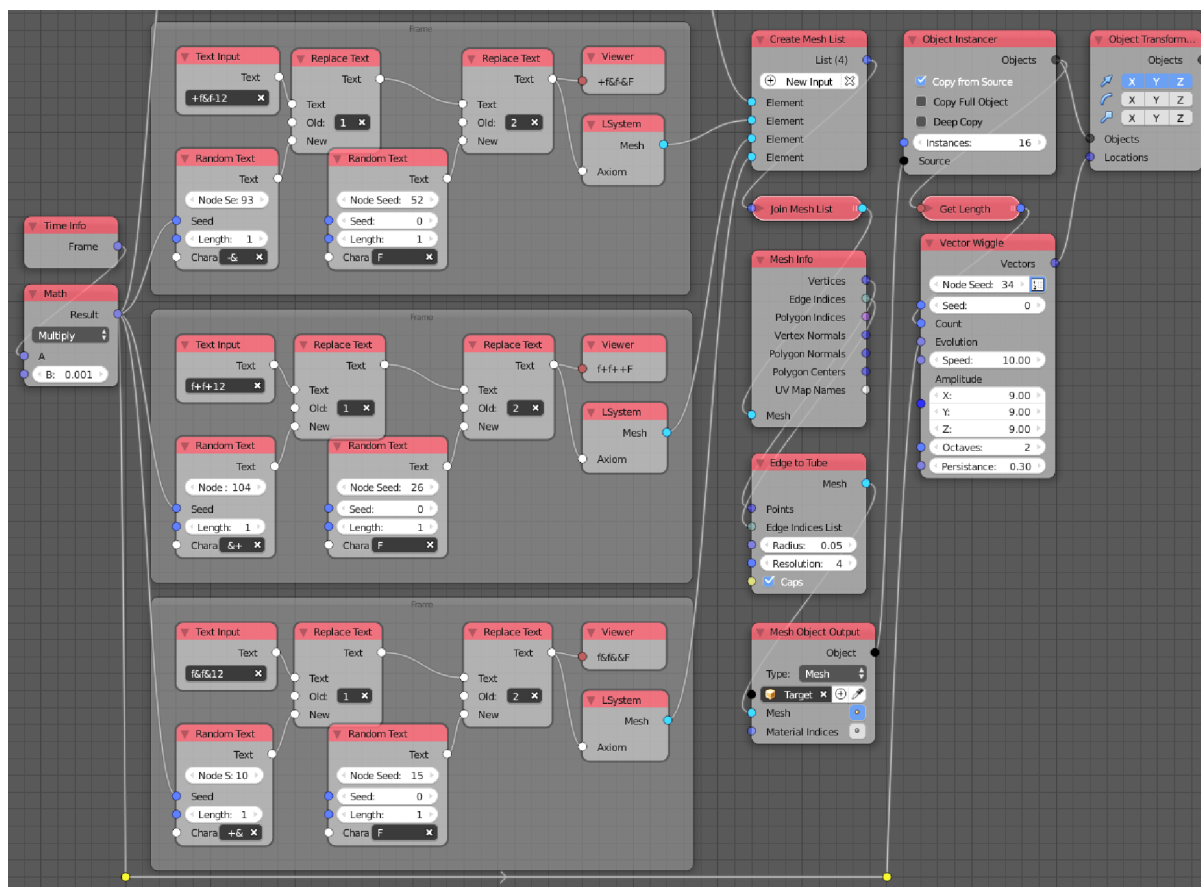 Time Info
Frame
Math
Result
Multiply
A
B: 0.001
Frame
Text Input
Text
+f&f-12
Replace Text
Text
Text
Old: 1
New
Replace Text
Text
Text
Old: 2
New
Viewer
+f&f-&F
LSystem
Mesh
Axiom
Random Text
Text
Node Se: 93
Seed
Length: 1
Chara -&
Random Text
Text
Node Seed: 52
Seed: 0
Length: 1
Chara F
Frame
Text Input
Text
f+f+12
Replace Text
Text
Text
Old: 1
New
Replace Text
Text
Text
Old: 2
New
Viewer
f+f++F
LSystem
Mesh
Axiom
Random Text
Text
Node : 104
Seed
Length: 1
Chara &+
Random Text
Text
Node Seed: 26
Seed: 0
Length: 1
Chara F
Frame
Text Input
Text
f&f&12
Replace Text
Text
Text
Old: 1
New
Replace Text
Text
Text
Old: 2
New
Viewer
f&f&&F
LSystem
Mesh
Axiom
Random Text
Text
Node S: 10
Seed
Length: 1
Chara +&
Random Text
Text
Node Seed: 15
Seed: 0
Length: 1
Chara F
Create Mesh List
List (4)
New Input
Element
Element
Element
Element
Join Mesh List
Mesh Info
Vertices
Edge Indices
Polygon Indices
Vertex Normals
Polygon Normals
Polygon Centers
UV Map Names
Mesh
Edge to Tube
Mesh
Points
Edge Indices List
Radius: 0.05
Resolution: 4
Caps
Mesh Object Output
Object
Type: Mesh
Target
Mesh
Material Indices
Object Instancer
Objects
Copy from Source
Copy Full Object
Deep Copy
Instances: 16
Source
Get Length
Vector Wiggle
Vectors
Node Seed: 34
Seed: 0
Count
Evolution
Speed: 10.00
Amplitude
X: 9.00
Y: 9.00
Z: 9.00
Octaves: 2
Persistance: 0.30
Object Transform...
Objects
X Y Z
X Y Z
X Y Z
Objects
Locations